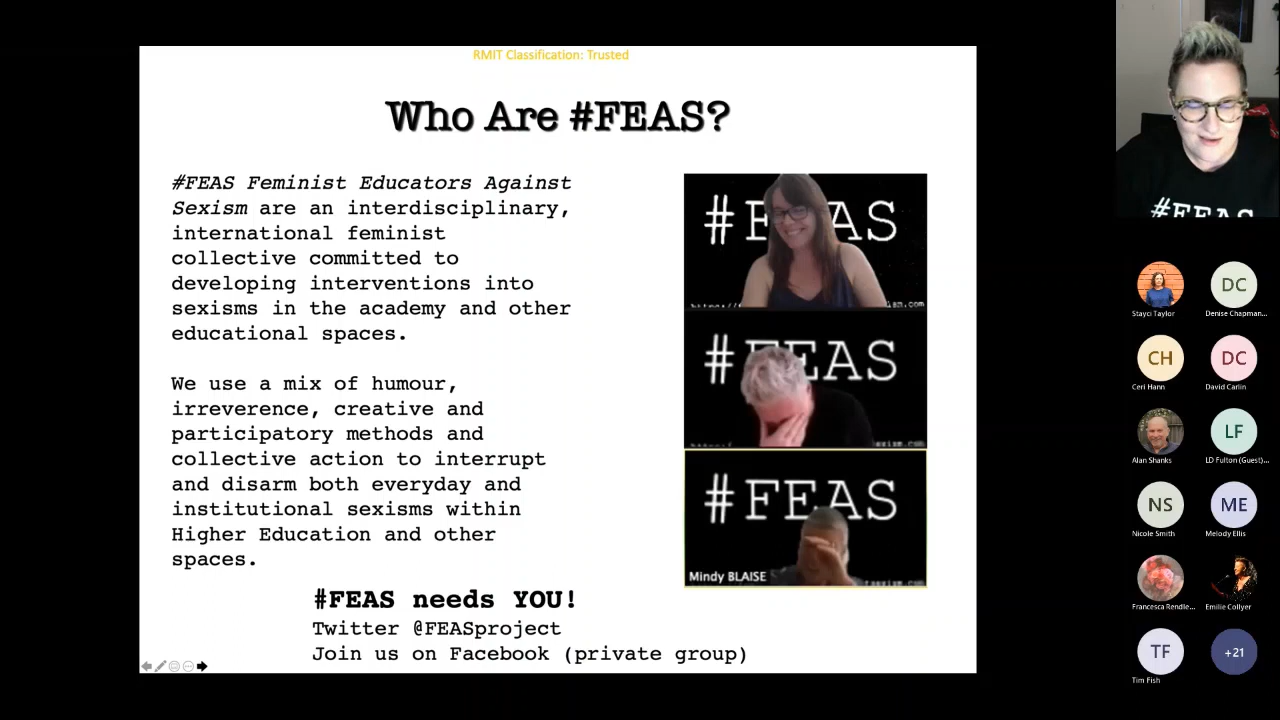 RMIT Classification: Trusted
Who Are #FEAS?
#FEAS Feminist Educators Against
Sexism are an interdisciplinary,
international feminist
collective committed to
developing interventions into
sexisms in the academy and other
educational spaces.
We use a mix of humour,
irreverence, creative and
participatory methods and
collective action to interrupt
and disarm both everyday and
institutional sexisms within
Higher Education and other
spaces.
#FEAS needs YOU!
Twitter @FEASproject
Join us on Facebook (private group)
#FEAS
#FEAS
#FEAS
Mindy BLAISE
#FEAS
Stayci Taylor
DC
Denise Chapman...
CH
Ceri Hann
DC
David Carlin
Alan Shanks
LF
LD Fulton (Guest)...
NS
Nicole Smith
ME
Melody Ellis
Francesca Rendle...
Emilie Collyer
TF
Tim Fish
+21